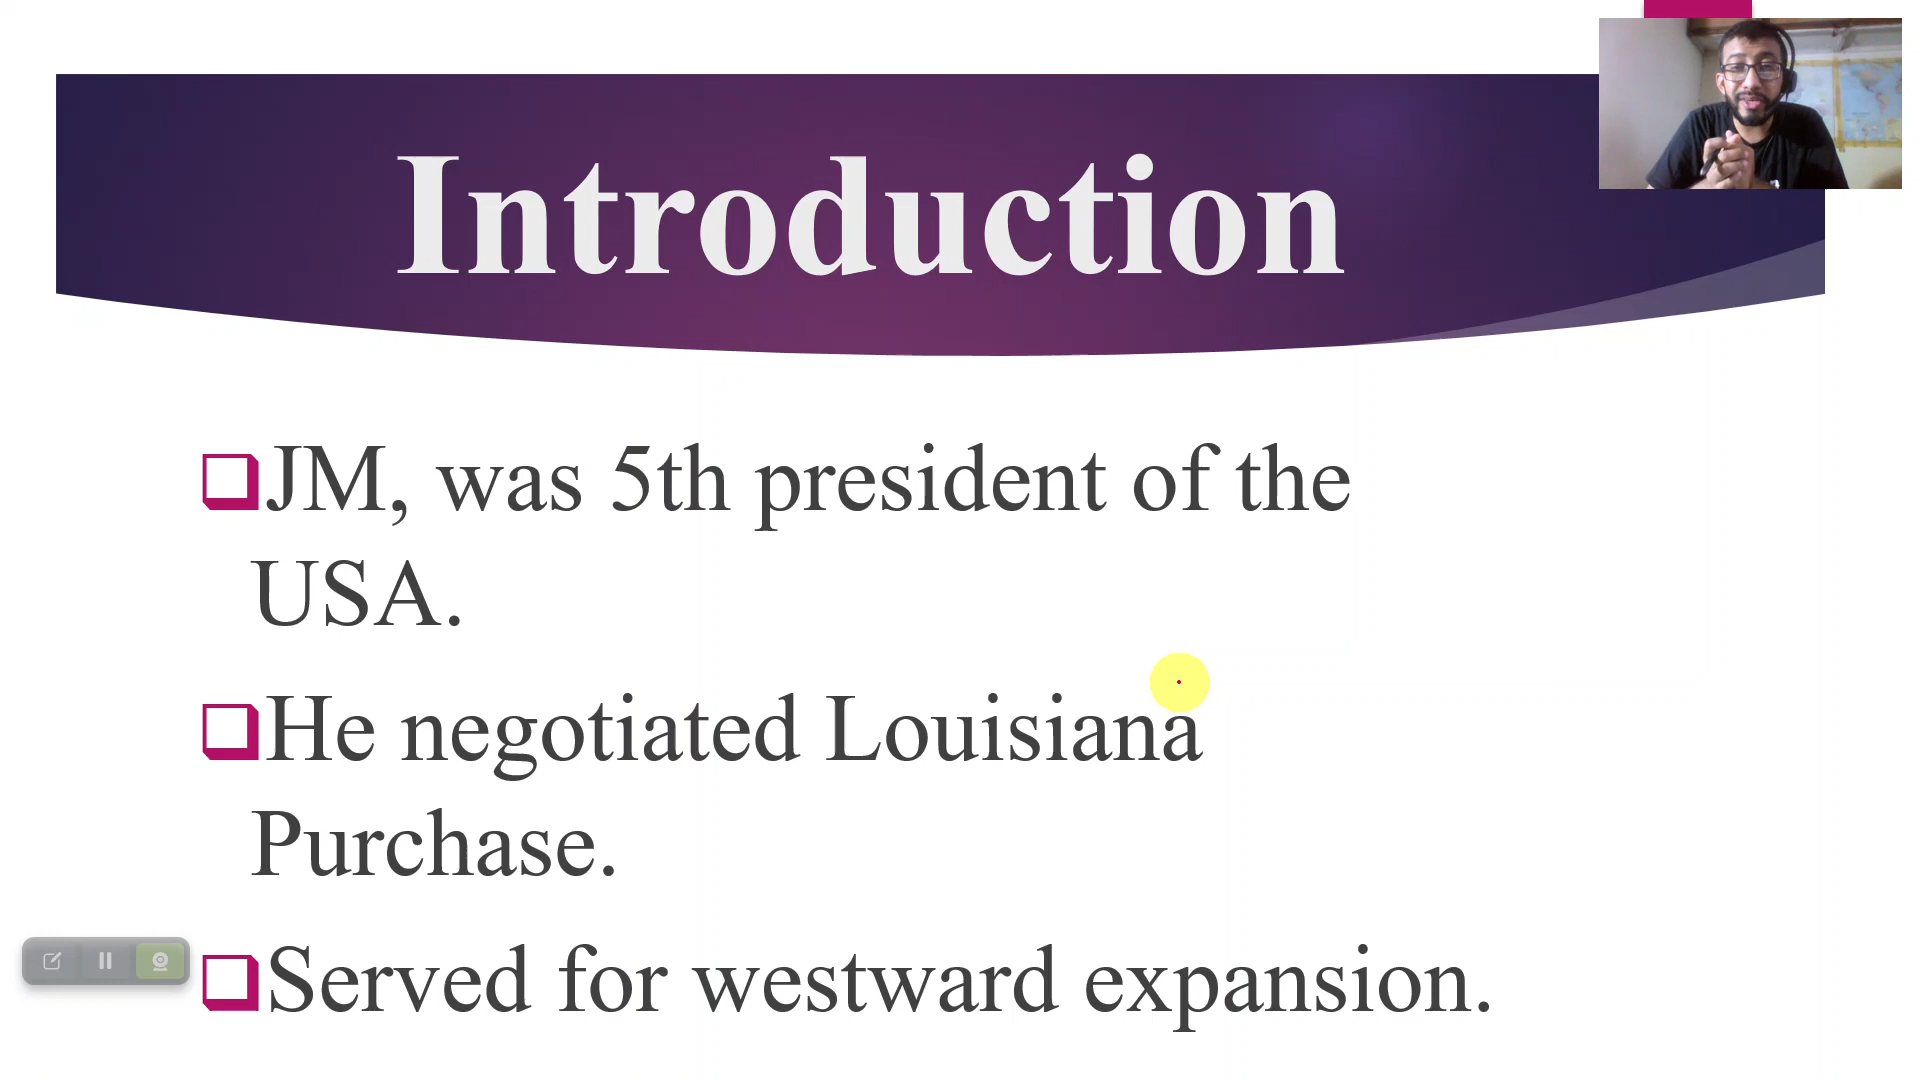 Introduction
JM, was 5th president of the
USA.
He negotiated Louisiana
Purchase.
Served for westward expansion.